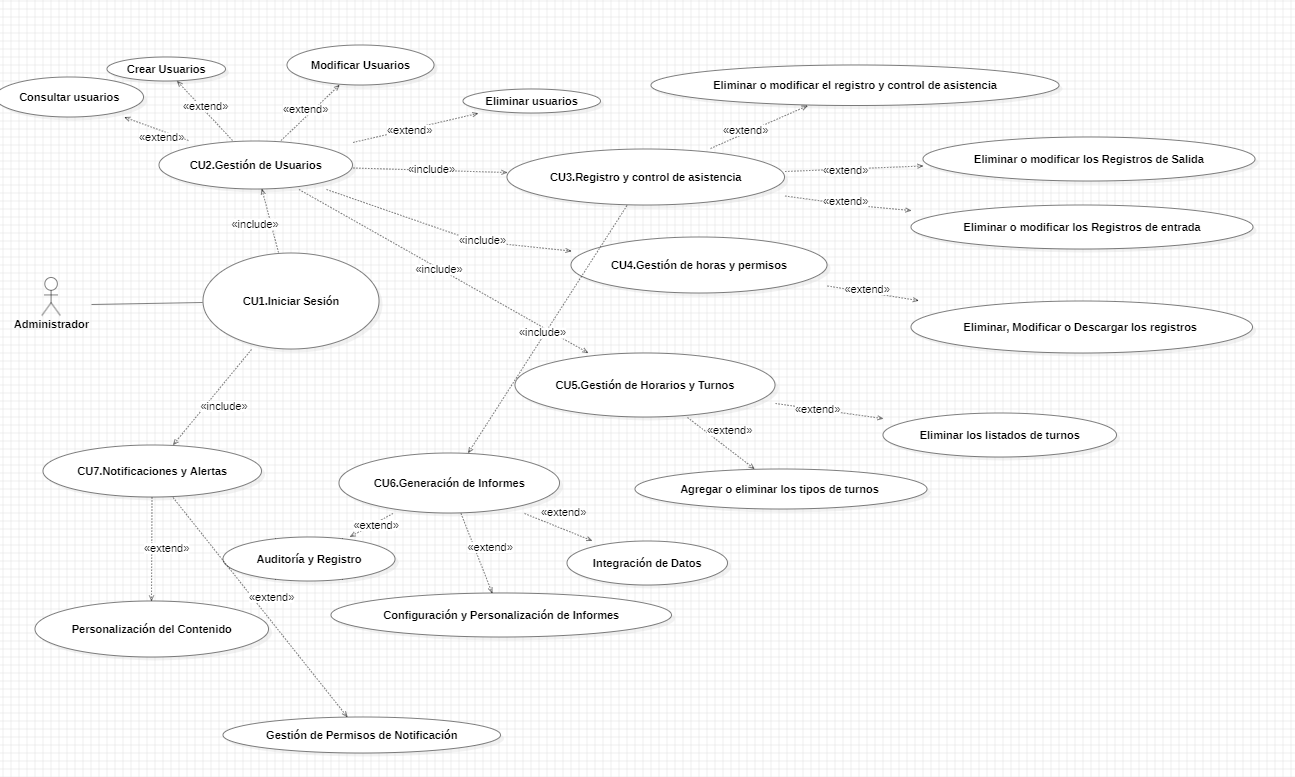 Crear Usuarios
Modificar Usuarios
Consultar usuarios
Eliminar usuarios
Eliminar o modificar el registro y control de asistencia
«extend»
«extend»
«extend»
«extend»
«extend»
CU2.Gestión de Usuarios
«include»
CU3.Registro y control de asistencia
Eliminar o modificar los Registros de Salida
«extend»
«extend»
Eliminar o modificar los Registros de entrada
«include»
«include»
«include»
CU4.Gestión de horas y permisos
«extend»
CU1.Iniciar Sesión
Administrador
Eliminar, Modificar o Descargar los registros
«include»
CU5.Gestión de Horarios y Turnos
«extend»
«include»
«extend»
Eliminar los listados de turnos
CU7.Notificaciones y Alertas
CU6.Generación de Informes
Agregar o eliminar los tipos de turnos
«extend»
«extend»
«extend»
«extend»
Auditoría y Registro
Integración de Datos
«extend»
Configuración y Personalización de Informes
Personalización del Contenido
Gestión de Permisos de Notificación